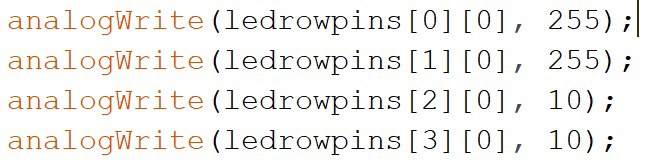 analogWrite(ledrowpins[0][0], 255);
analogWrite(ledrowpins[1][0], 255);
analogWrite(ledrowpins[2][0], 10);
analogWrite(ledrowpins[3][0], 10);